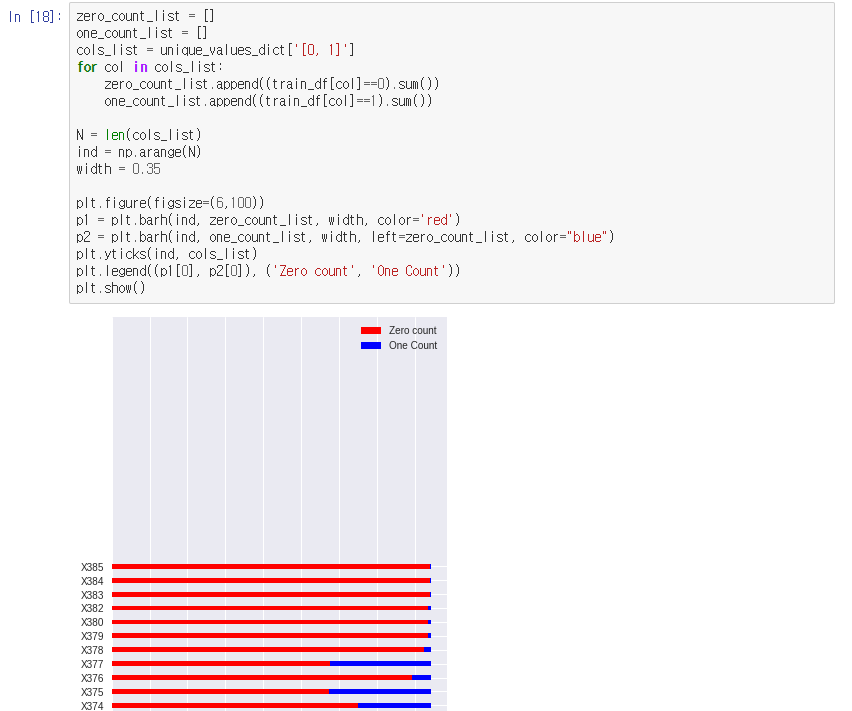 In [18]:
zero_count_list = []
one_count_list = []
cols_list = unique_values_dict['[0, 1]']
for col in cols_list:
    zero_count_list.append((train_df[col]==0).sum())
    one_count_list.append((train_df[col]==1).sum())
N = len(cols_list)
ind = np.arange(N)
width = 0.35
plt.figure(figsize=(6,100))
p1 = plt.barh(ind, zero_count_list, width, color='red')
p2 = plt.barh(ind, one_count_list, width, left=zero_count_list, color="blue")
plt.yticks(ind, cols_list)
plt.legend((p1[0], p2[0]), ('Zero count', 'One Count'))
plt.show()
Zero count
One Count
X385
X384
X383
X382
X380
X379
X378
X377
X376
X375
X374